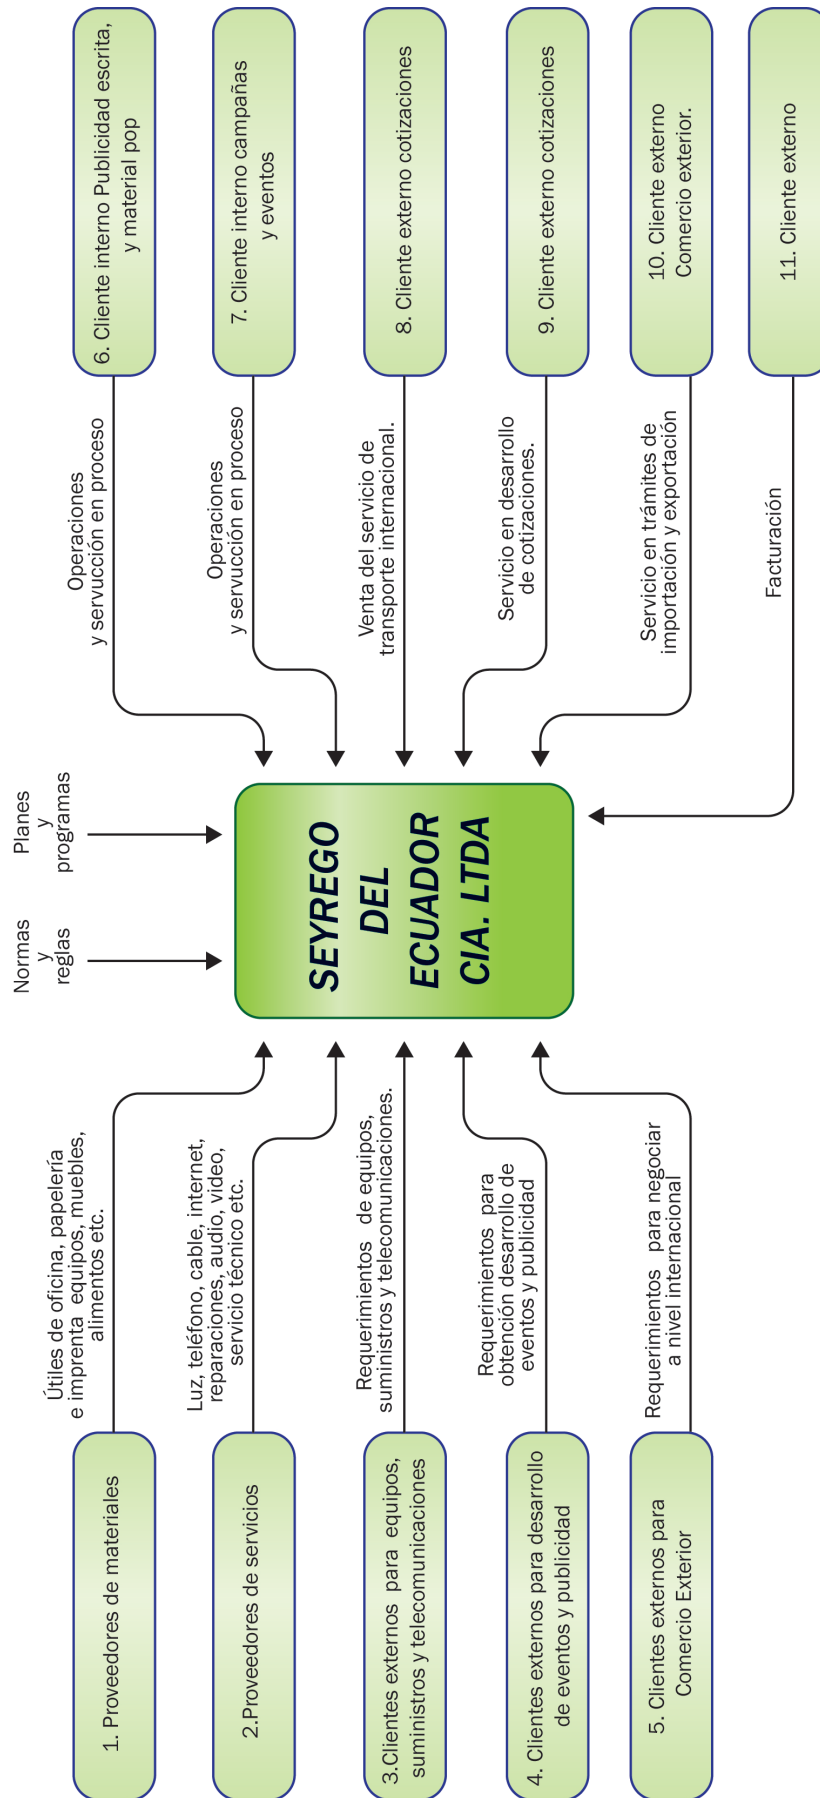 Normas
y
reglas
Planes
y
programas
1. Proveedores de materiales
Útiles de oficina, papelería
e imprenta equipos, muebles,
alimentos etc.
2.Proveedores de servicios
Luz, teléfono, cable, internet,
reparaciones, audio, video,
servicio técnico etc.
3.Clientes externos para equipos,
suministros y telecomunicaciones
Requerimientos de equipos,
suministros y telecomunicaciones.
4. Clientes externos para desarrollo
de eventos y publicidad
Requerimientos para
obtención desarrollo de
eventos y publicidad
5. Clientes externos para
Comercio Exterior
Requerimientos para negociar
a nivel internacional
SEYREGO
DEL
ECUADOR
CIA. LTDA
Operaciones
y servucción en proceso
6. Cliente interno Publicidad escrita,
y material pop
Operaciones
y servucción en proceso
7. Cliente interno campañas
y eventos
Venta del servicio de
transporte internacional.
8. Cliente externo cotizaciones
Servicio en desarrollo
de cotizaciones.
9. Cliente externo cotizaciones
Servicio en trámites de
importación y exportación
10. Cliente externo
Comercio exterior.
Facturación
11. Cliente externo